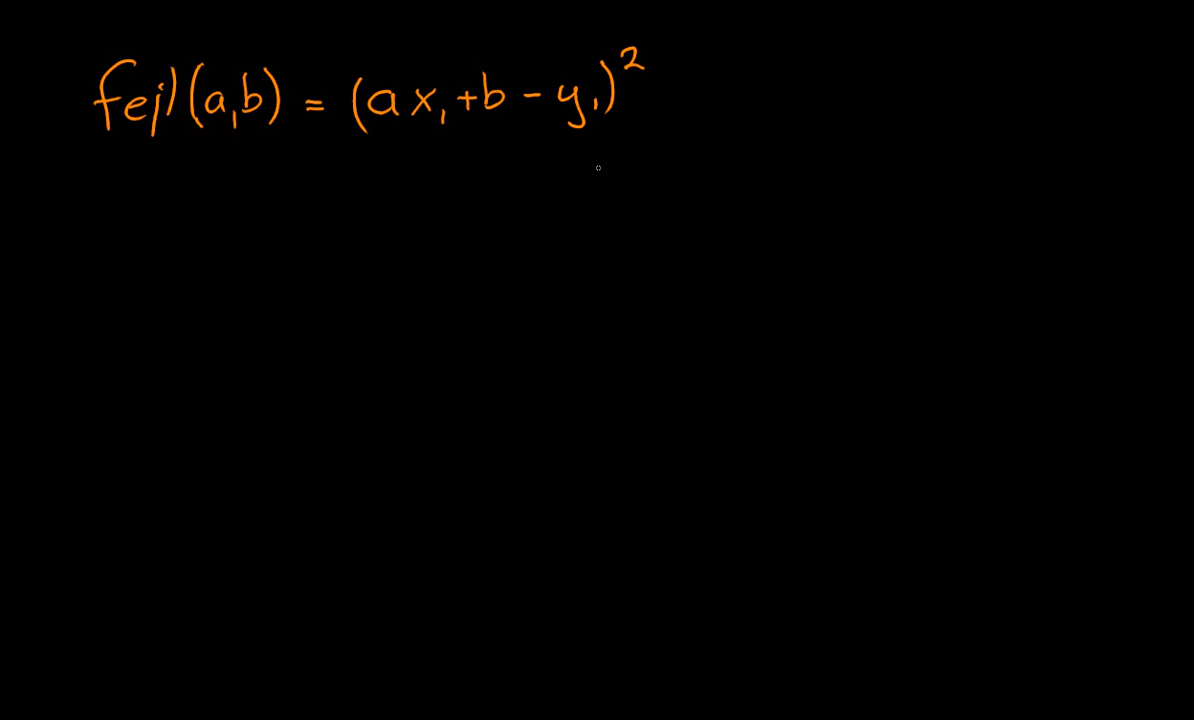 fejl(a,b) = (ax₁+b-y₁)²